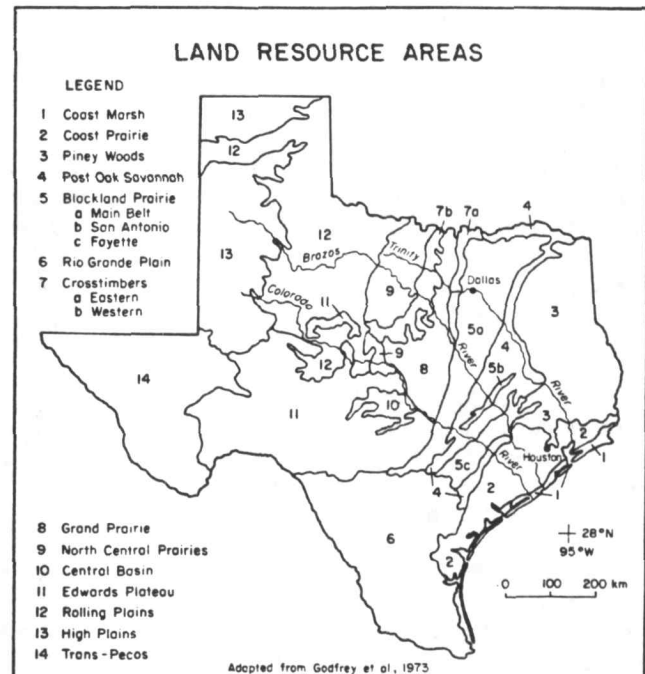 LAND RESOURCE AREAS
LEGEND
1 Coast Marsh
2 Coast Prairie
3 Piney Woods
4 Post Oak Savannah
5 Blackland Prairie
a Main Belt
b San Antonio
c Fayette
6 Rio Grande Plain
7 Crosstimbers
a Eastern
b Western
13
12
7b 7a
4
12
13
Trinity
Brazos
Dallas
9
3
Colorado
11
5a
4
River
9
12
8
5b
14
River
10
3
11
2
Houston
1
5c
River
4
2
1
6
28°N
95°W
2
0 100 200 km
8 Grand Prairie
9 North Central Prairies
10 Central Basin
11 Edwards Plateau
12 Rolling Plains
13 High Plains
14 Trans-Pecos
Adapted from Godfrey et al, 1973